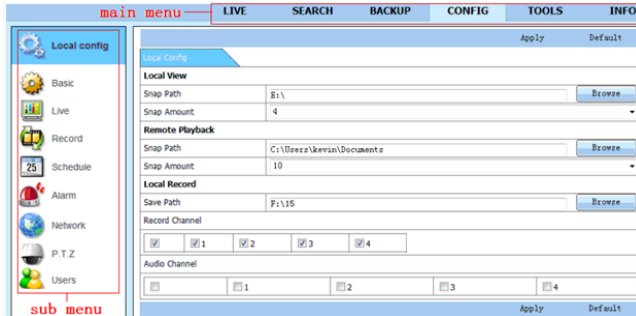 main menu
LIVE SEARCH BACKUP CONFIG TOOLS INFO
Local config
Basic
Live
Record
25 Schedule
Alarm
Network
P.T.Z
Users
sub menu
Apply Default
Local Config
Local View
Snap Path E:\ Browse
Snap Amount 4
Remote Playback
Snap Path C:\Users\kevin\Documents Browse
Snap Amount 10
Local Record
Save Path F:\15 Browse
Record Channel
1 2 3 4
Audio Channel
1 2 3 4
Apply Default